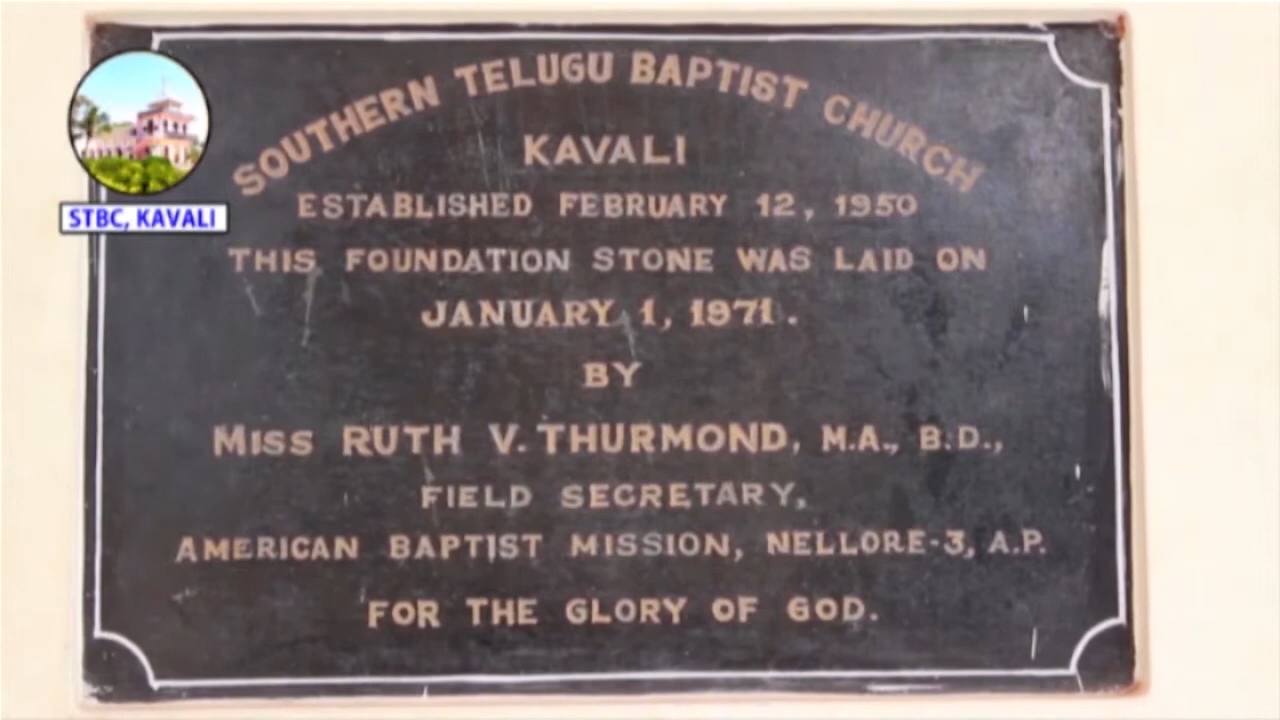 SOUTHERN TELUGU BAPTIST CHURCH
KAVALI
ESTABLISHED FEBRUARY 12, 1950
THIS FOUNDATION STONE WAS LAID ON
JANUARY 1, 1971.
BY
MISS RUTH V. THURMOND, M.A., B.D.,
FIELD SECRETARY,
AMERICAN BAPTIST MISSION, NELLORE-3, A.P.
FOR THE GLORY OF GOD.
STBC, KAVALI